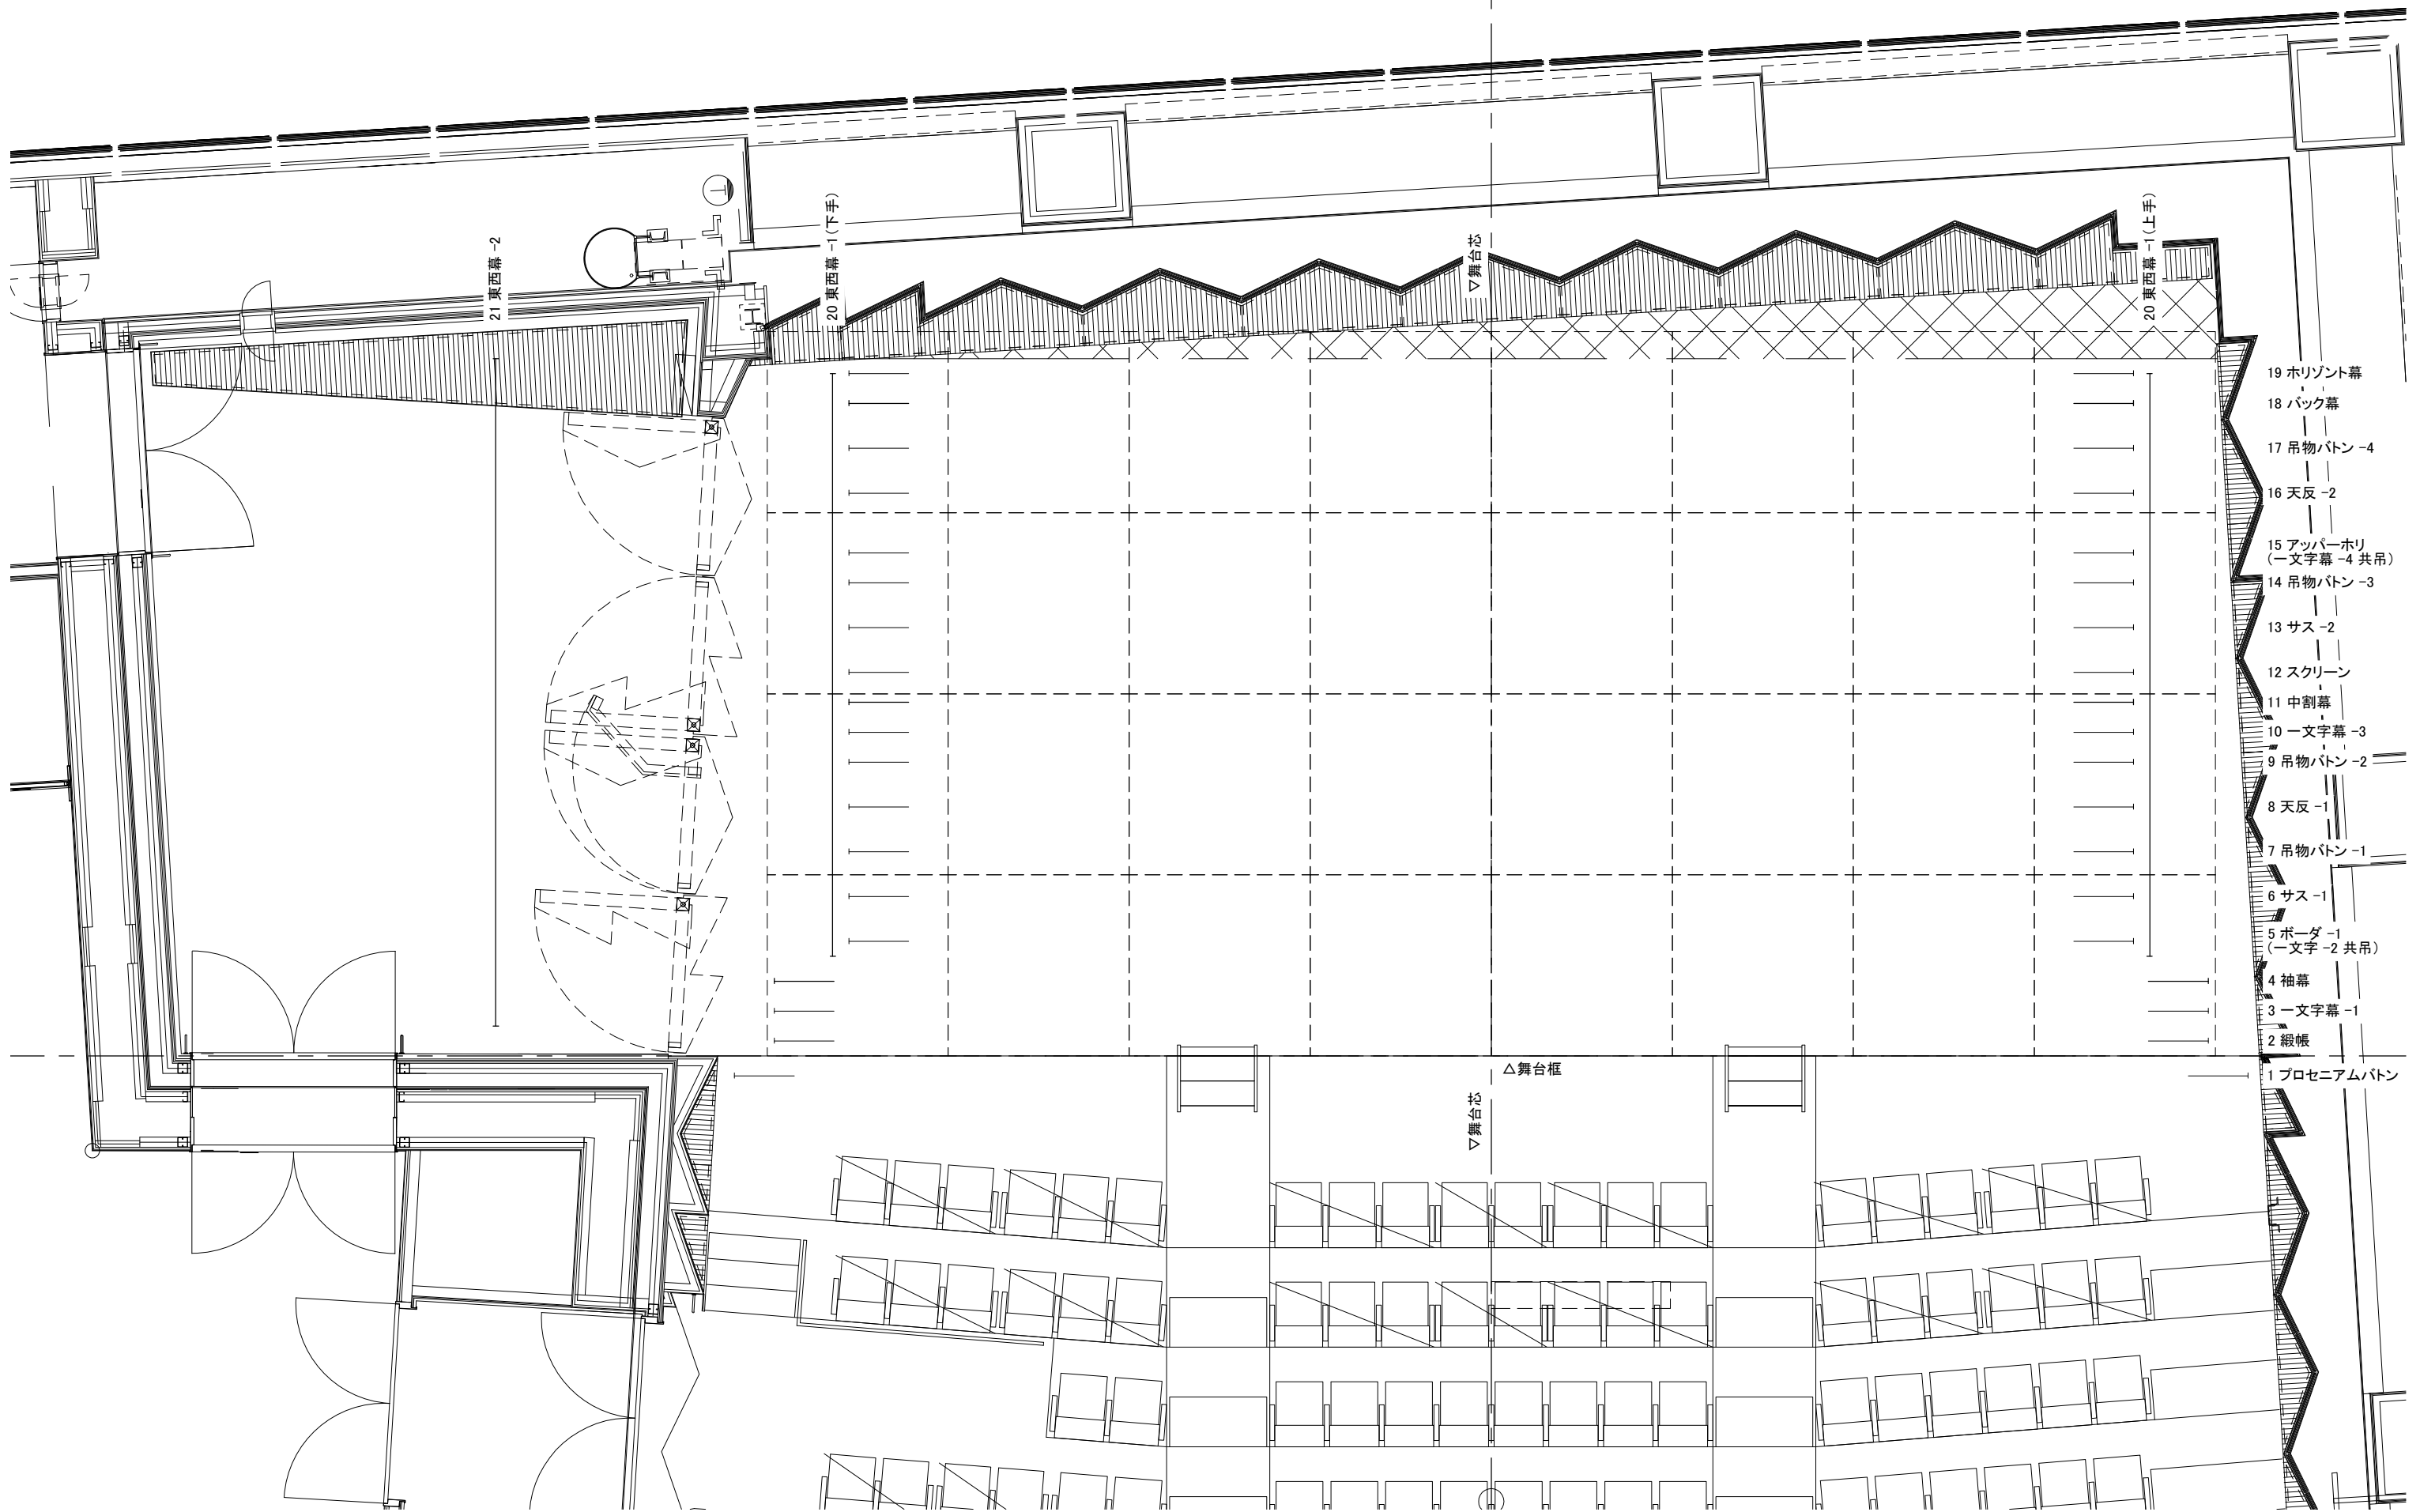 21 東西幕 -2
20 東西幕 -1(下手)
▽舞台芯
20 東西幕 -1(上手)
19 ホリゾント幕
18 バック幕
17 吊物バトン -4
16 天反 -2
15 アッパーホリ
(一文字幕 -4 共吊)
14 吊物バトン -3
13 サス -2
12 スクリーン
11 中割幕
10 一文字幕 -3
9 吊物バトン -2
8 天反 -1
7 吊物バトン -1
6 サス -1
5 ボーダ -1
(一文字 -2 共吊)
4 袖幕
3 一文字幕 -1
2 緞帳
△舞台框
1 プロセニアムバトン
▽舞台芯